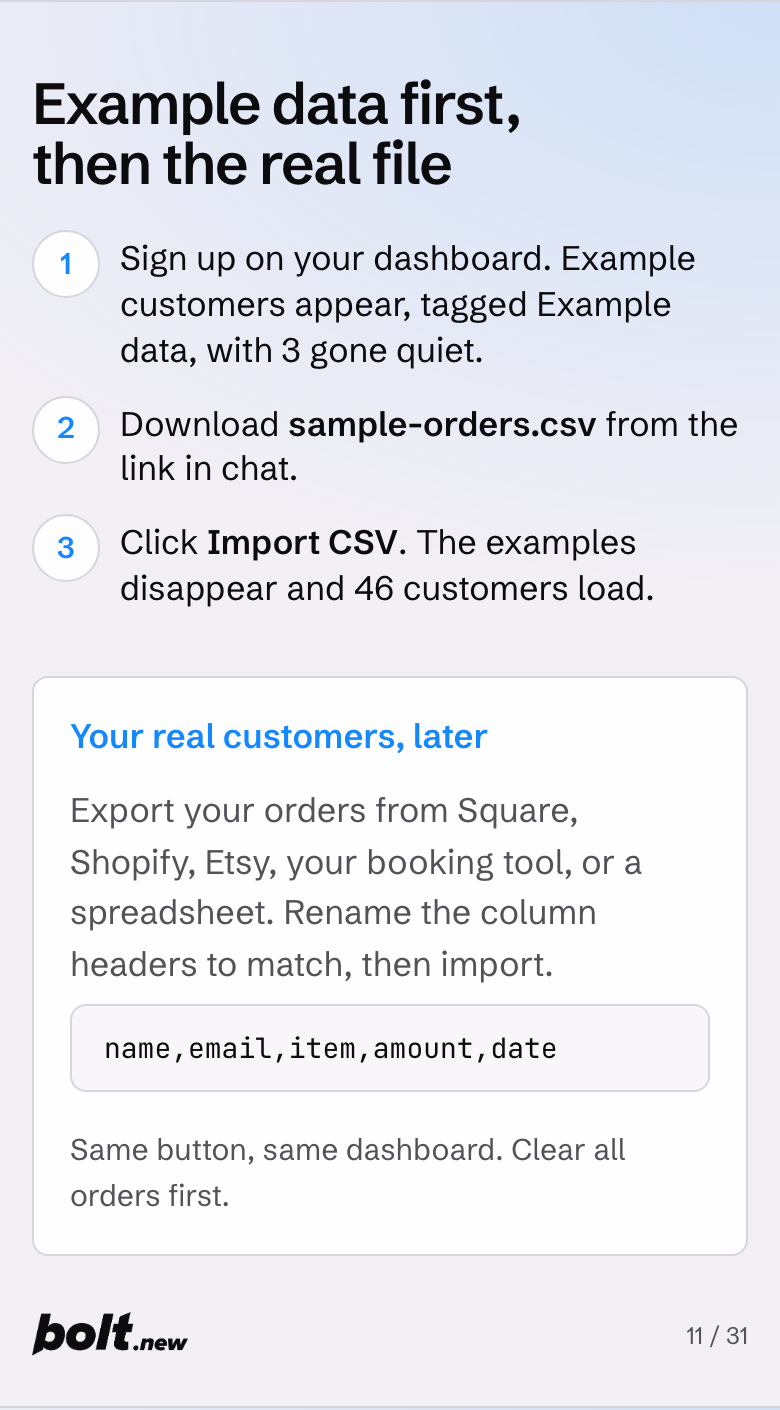 Example data first,
then the real file
1
Sign up on your dashboard. Example
customers appear, tagged Example
data, with 3 gone quiet.
2
Download sample-orders.csv from the
link in chat.
3
Click Import CSV. The examples
disappear and 46 customers load.
Your real customers, later
Export your orders from Square,
Shopify, Etsy, your booking tool, or a
spreadsheet. Rename the column
headers to match, then import.
name,email,item,amount,date
Same button, same dashboard. Clear all
orders first.
bolt.new
11 / 31